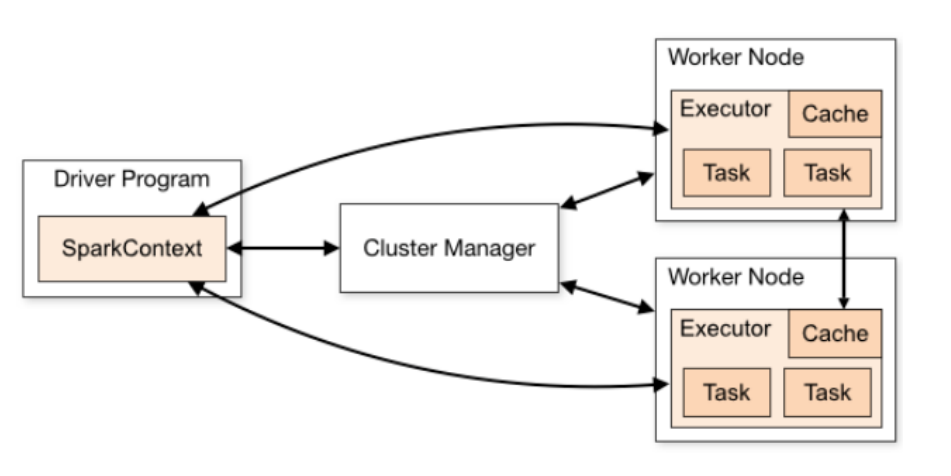 Driver Program
SparkContext
Cluster Manager
Worker Node
Executor
Cache
Task
Task
Worker Node
Executor
Cache
Task
Task